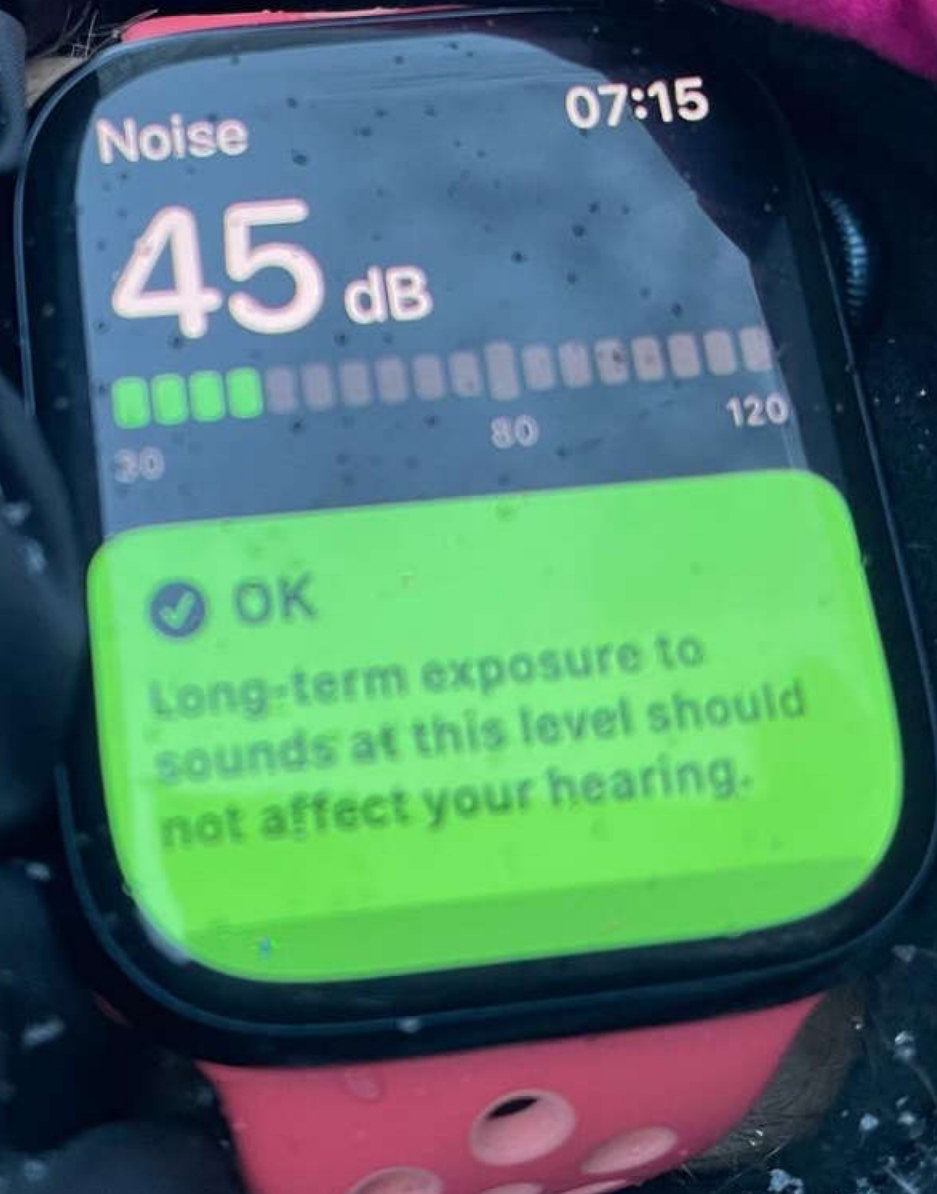 07:15
Noise
45 dB
30 80 120
OK
Long-term exposure to
sounds at this level should
not affect your hearing.